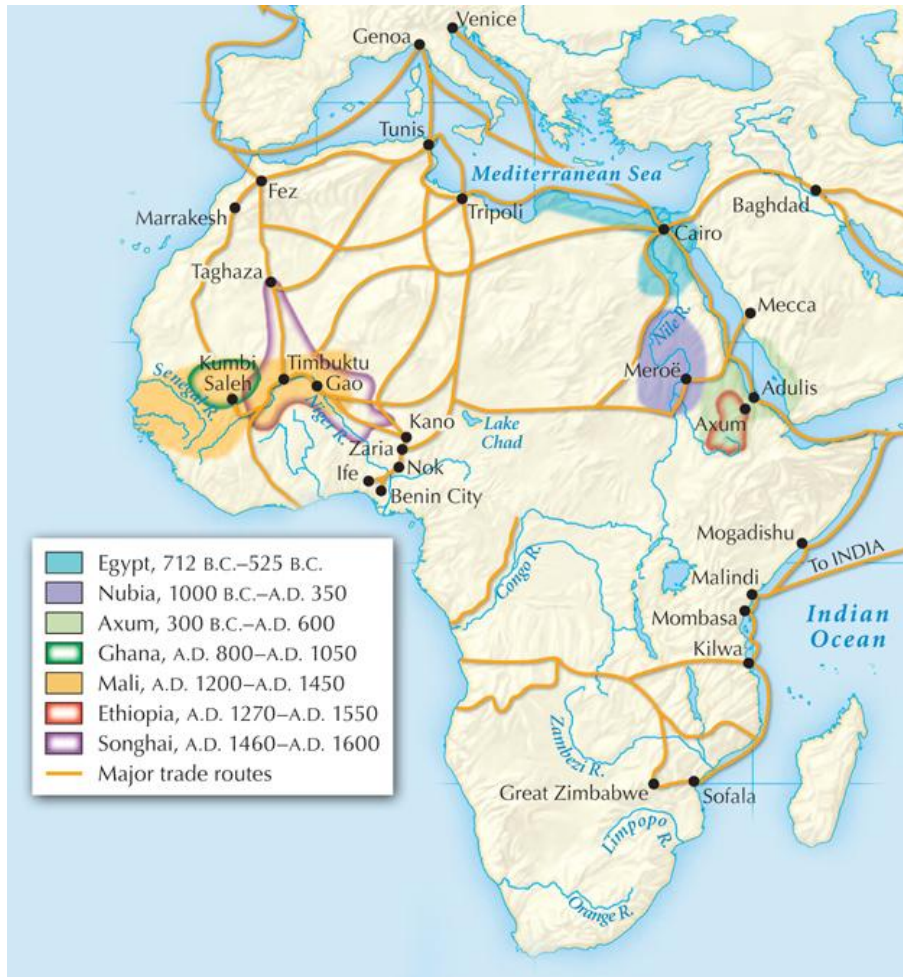 Venice
Genoa
Tunis
Mediterranean Sea
Fez
Marrakesh
Tripoli
Baghdad
Cairo
Taghaza
Mecca
Nile R.
Kumbi
Saleh
Timbuktu
Gao
Senegal R.
Niger R.
Meroë
Adulis
Axum
Kano
Lake
Chad
Zaria
Nok
Ife
Benin City
Mogadishu
To INDIA
Congo R.
Malindi
Mombasa
Indian
Ocean
Kilwa
Zambezi R.
Great Zimbabwe
Sofala
Limpopo
R.
Orange R.
Egypt, 712 B.C.–525 B.C.
Nubia, 1000 B.C.–A.D. 350
Axum, 300 B.C.–A.D. 600
Ghana, A.D. 800–A.D. 1050
Mali, A.D. 1200–A.D. 1450
Ethiopia, A.D. 1270–A.D. 1550
Songhai, A.D. 1460–A.D. 1600
Major trade routes